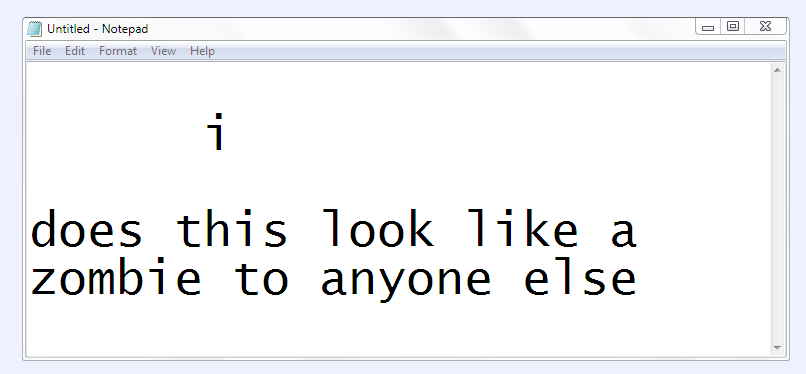 Untitled - Notepad
File Edit Format View Help
i
does this look like a
zombie to anyone else